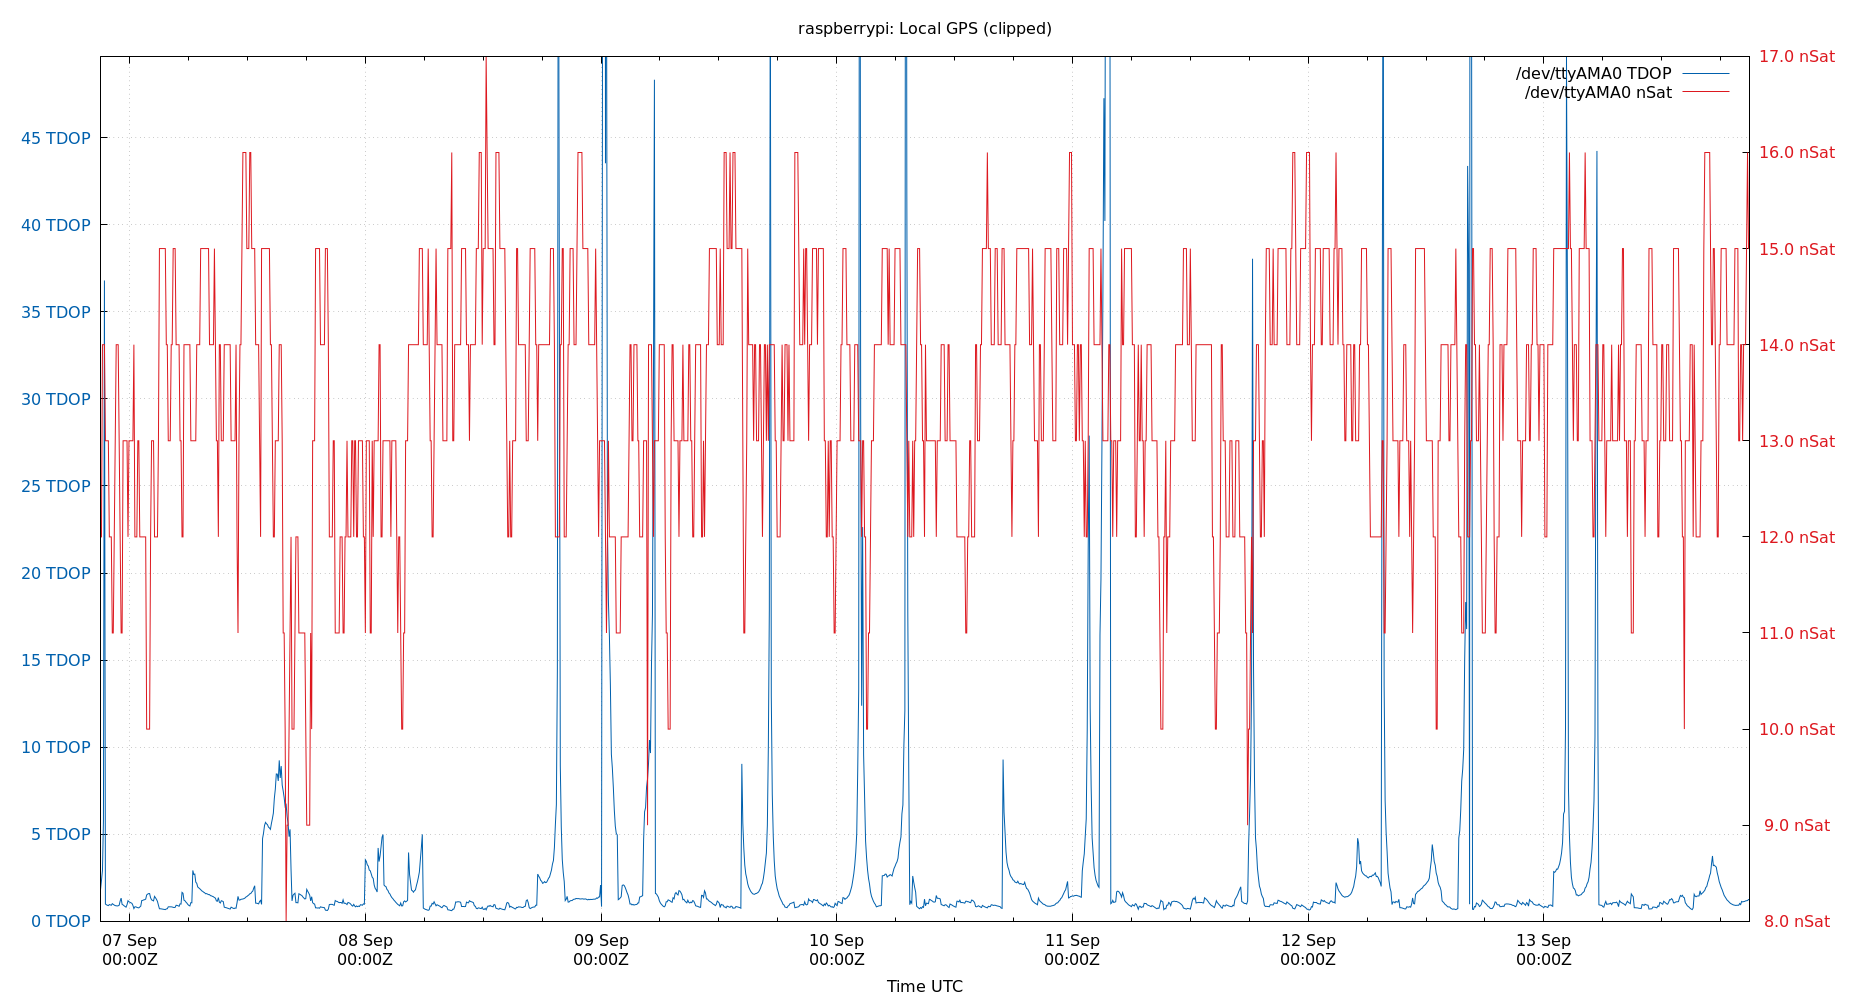 raspberrypi: Local GPS (clipped)
/dev/ttyAMA0 TDOP
/dev/ttyAMA0 nSat
45 TDOP
40 TDOP
35 TDOP
30 TDOP
25 TDOP
20 TDOP
15 TDOP
10 TDOP
5 TDOP
0 TDOP
17.0 nSat
16.0 nSat
15.0 nSat
14.0 nSat
13.0 nSat
12.0 nSat
11.0 nSat
10.0 nSat
9.0 nSat
8.0 nSat
07 Sep 08 Sep 09 Sep 10 Sep 11 Sep 12 Sep 13 Sep
00:00Z 00:00Z 00:00Z 00:00Z 00:00Z 00:00Z 00:00Z
Time UTC